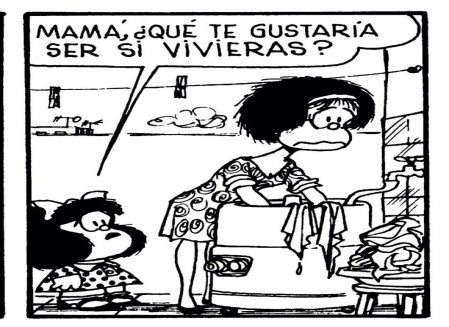 MAMÁ, ¿QUÉ TE GUSTARÍA
SER SI VIVIERAS?